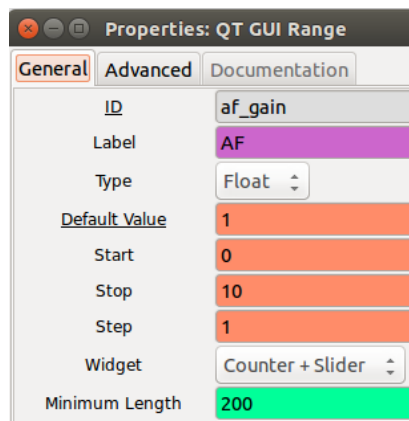 Properties: QT GUI Range
General Advanced Documentation
ID af_gain
Label AF
Type Float
Default Value 1
Start 0
Stop 10
Step 1
Widget Counter + Slider
Minimum Length 200